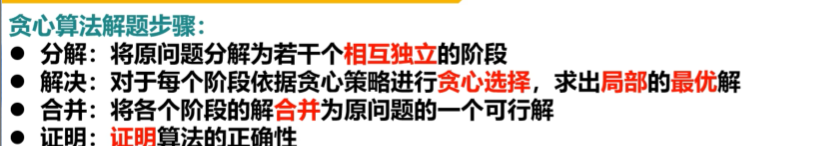 贪心算法解题步骤：
● 分解：将原问题分解为若干个相互独立的阶段
● 解决：对于每个阶段依据贪心策略进行贪心选择，求出局部的最优解
● 合并：将各个阶段的解合并为原问题的一个可行解
● 证明：证明算法的正确性